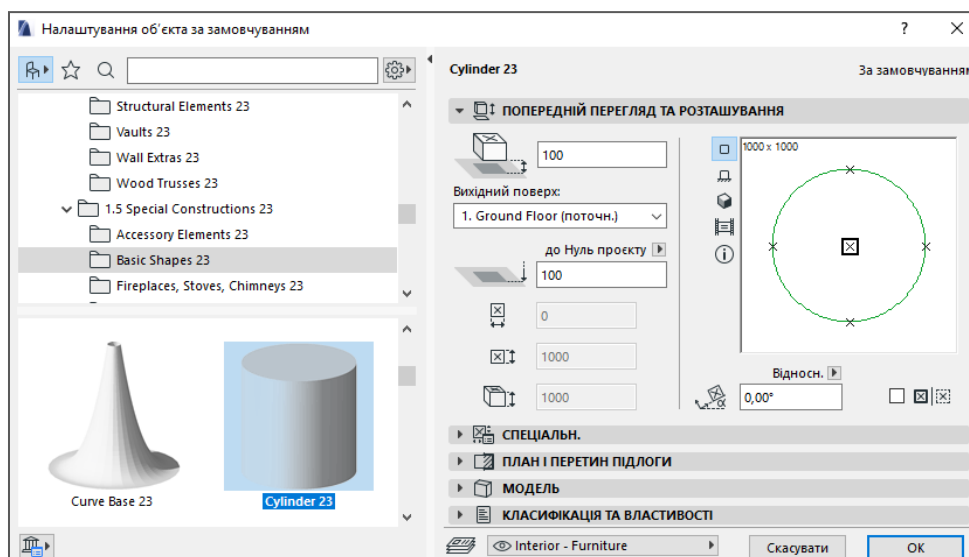 Налаштування об’єкта за замовчуванням
?
Structural Elements 23
Vaults 23
Wall Extras 23
Wood Trusses 23
1.5 Special Constructions 23
Accessory Elements 23
Basic Shapes 23
Fireplaces, Stoves, Chimneys 23
Curve Base 23
Cylinder 23
Cylinder 23
За замовчуванням
ПОПЕРЕДНІЙ ПЕРЕГЛЯД ТА РОЗТАШУВАННЯ
100
Вихідний поверх:
1. Ground Floor (поточн.)
до Нуль проєкту
100
0
1000
1000
1000 x 1000
Відносн.
α
0,00°
СПЕЦІАЛЬН.
ПЛАН І ПЕРЕТИН ПІДЛОГИ
МОДЕЛЬ
КЛАСИФІКАЦІЯ ТА ВЛАСТИВОСТІ
Interior - Furniture
Скасувати
ОК